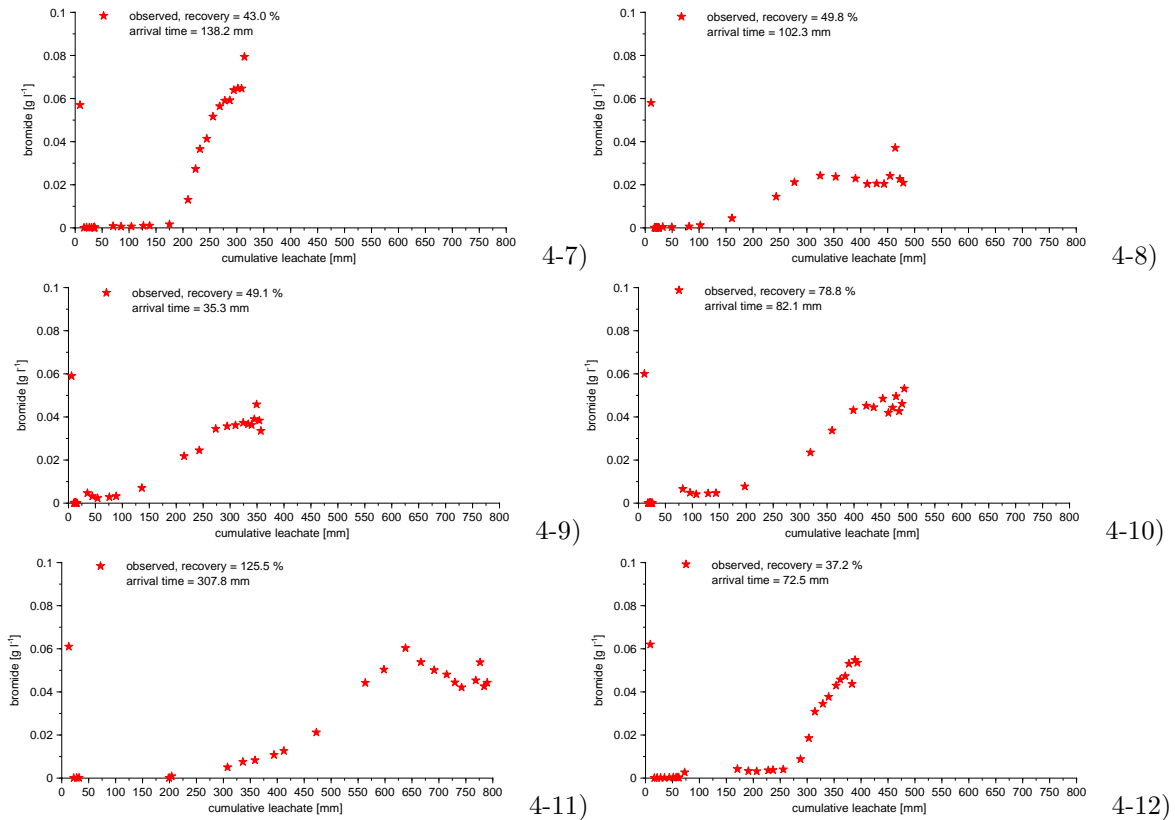 observed, recovery = 43.0 %
arrival time = 138.2 mm
bromide [g l⁻¹]
0.1
0.08
0.06
0.04
0.02
0
0 50 100 150 200 250 300 350 400 450 500 550 600 650 700 750 800
cumulative leachate [mm]
4-7)
observed, recovery = 49.8 %
arrival time = 102.3 mm
bromide [g l⁻¹]
0.1
0.08
0.06
0.04
0.02
0
0 50 100 150 200 250 300 350 400 450 500 550 600 650 700 750 800
cumulative leachate [mm]
4-8)
observed, recovery = 49.1 %
arrival time = 35.3 mm
bromide [g l⁻¹]
0.1
0.08
0.06
0.04
0.02
0
0 50 100 150 200 250 300 350 400 450 500 550 600 650 700 750 800
cumulative leachate [mm]
4-9)
observed, recovery = 78.8 %
arrival time = 82.1 mm
bromide [g l⁻¹]
0.1
0.08
0.06
0.04
0.02
0
0 50 100 150 200 250 300 350 400 450 500 550 600 650 700 750 800
cumulative leachate [mm]
4-10)
observed, recovery = 125.5 %
arrival time = 307.8 mm
bromide [g l⁻¹]
0.1
0.08
0.06
0.04
0.02
0
0 50 100 150 200 250 300 350 400 450 500 550 600 650 700 750 800
cumulative leachate [mm]
4-11)
observed, recovery = 37.2 %
arrival time = 72.5 mm
bromide [g l⁻¹]
0.1
0.08
0.06
0.04
0.02
0
0 50 100 150 200 250 300 350 400 450 500 550 600 650 700 750 800
cumulative leachate [mm]
4-12)